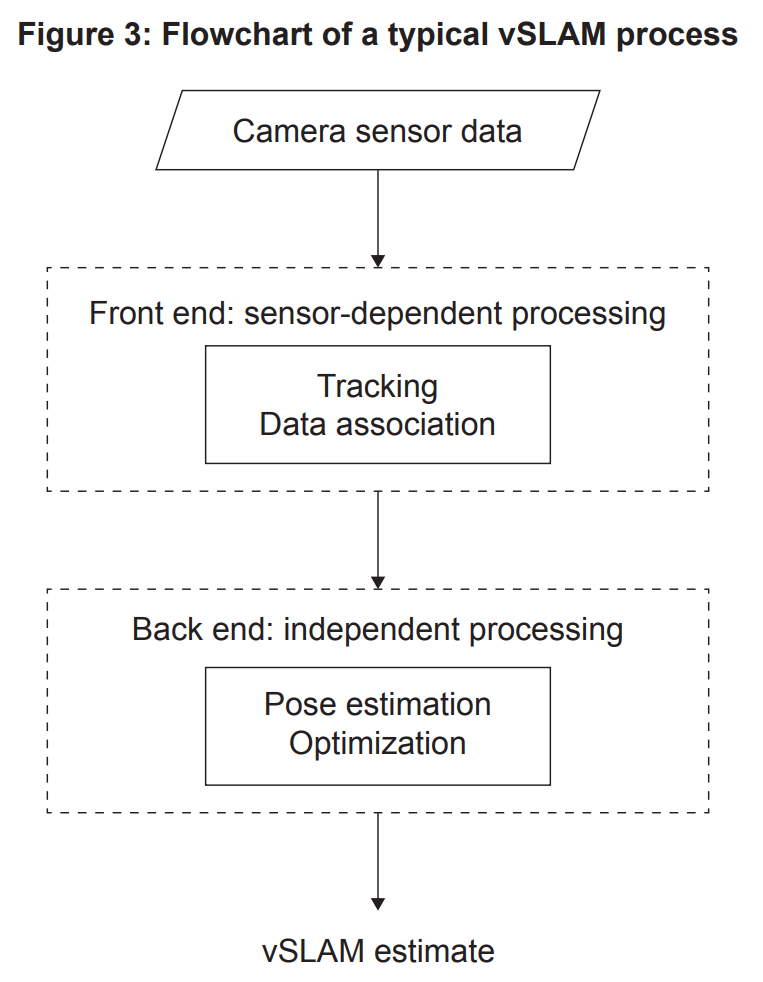 Figure 3: Flowchart of a typical vSLAM process
Camera sensor data
Front end: sensor-dependent processing
Tracking
Data association
Back end: independent processing
Pose estimation
Optimization
vSLAM estimate